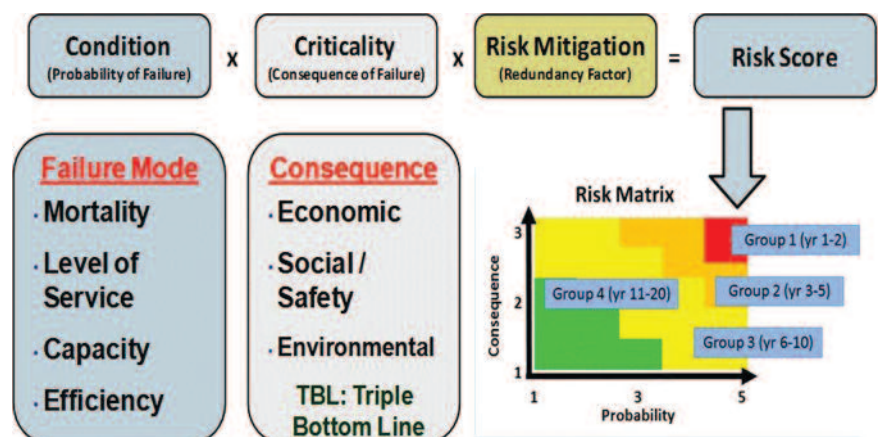 Condition
(Probability of Failure)
x
Criticality
(Consequence of Failure)
x
Risk Mitigation
(Redundancy Factor)
=
Risk Score
Failure Mode
· Mortality
· Level of
Service
· Capacity
· Efficiency
Consequence
· Economic
· Social /
Safety
· Environmental
TBL: Triple
Bottom Line
Risk Matrix
Consequence
3
2
1
Group 1 (yr 1-2)
Group 4 (yr 11-20)
Group 2 (yr 3-5)
Group 3 (yr 6-10)
1
3
5
Probability